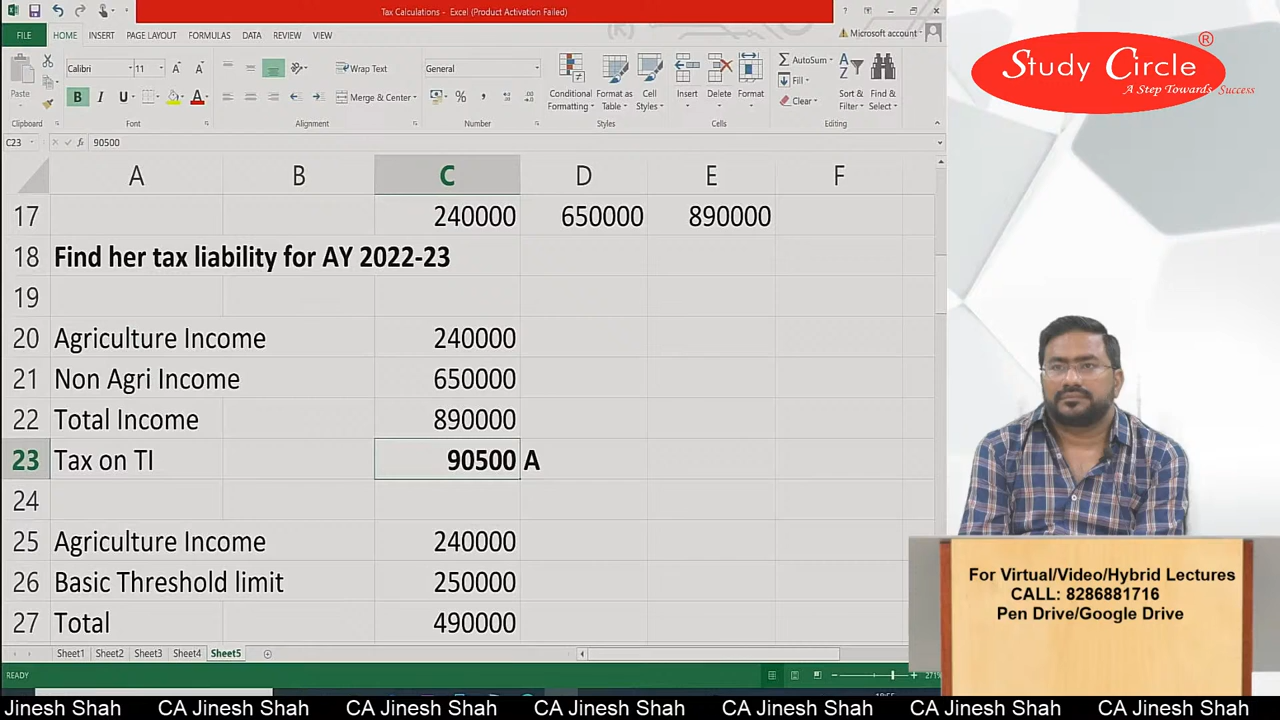 Tax Calculations - Excel (Product Activation Failed)
FILE HOME INSERT PAGE LAYOUT FORMULAS DATA REVIEW VIEW Microsoft account
Paste Calibri 11 Wrap Text General Conditional Formatting Format as Table Cell Styles Insert Delete Format AutoSum Fill Clear Sort & Filter Find & Select
B I U A Merge & Center % ,
Clipboard Font Alignment Number Styles Cells Editing
C23 fx 90500
A B C D E F
17 240000 650000 890000
18 Find her tax liability for AY 2022-23
19
20 Agriculture Income 240000
21 Non Agri Income 650000
22 Total Income 890000
23 Tax on TI 90500 A
24
25 Agriculture Income 240000
26 Basic Threshold limit 250000
27 Total 490000
Sheet1 Sheet2 Sheet3 Sheet4 Sheet5
READY 271%
Study Circle ®
A Step Towards Success
For Virtual/Video/Hybrid Lectures
CALL: 8286881716
Pen Drive/Google Drive
Jinesh Shah CA Jinesh Shah CA Jinesh Shah CA Jinesh Shah CA Jinesh Shah CA Jinesh Shah CA Jinesh Shah